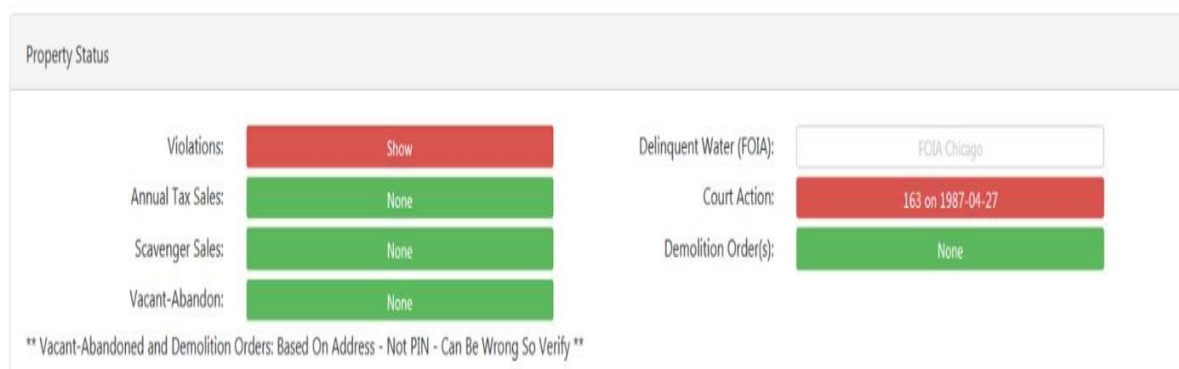 Property Status
Violations: Show Delinquent Water (FOIA): FOIA Chicago
Annual Tax Sales: None Court Action: 163 on 1987-04-27
Scavenger Sales: None Demolition Order(s): None
Vacant-Abandon: None
** Vacant-Abandoned and Demolition Orders: Based On Address - Not PIN - Can Be Wrong So Verify **